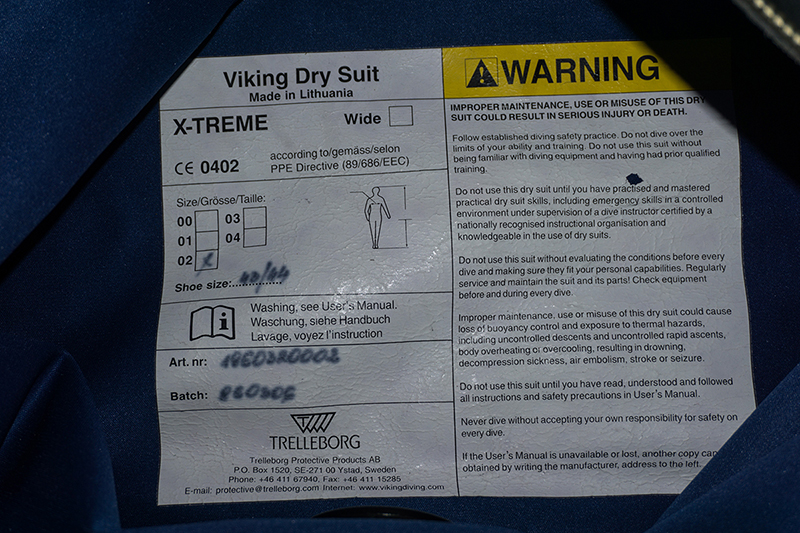 Viking Dry Suit
Made in Lithuania
X-TREME Wide
CE 0402 according to/gemäss/selon
PPE Directive (89/686/EEC)
Size/Grösse/Taille:
00 03
01 04
02 x
Shoe size:
Washing, see User's Manual.
Waschung, siehe Handbuch
Lavage, voyez l'instruction
Art. nr:
Batch:
TRELLEBORG
Trelleborg Protective Products AB
P.O. Box 1520, SE-271 00 Ystad, Sweden
Phone: +46 411 67940, Fax: +46 411 15285
E-mail: protective@trelleborg.com Internet: www.vikingdiving.com
WARNING
IMPROPER MAINTENANCE, USE OR MISUSE OF THIS DRY
SUIT COULD RESULT IN SERIOUS INJURY OR DEATH.
Follow established diving safety practice. Do not dive over the
limits of your ability and training. Do not use this suit without
being familiar with diving equipment and having had prior qualified
training.
Do not use this dry suit until you have practised and mastered
practical dry suit skills, including emergency skills in a controlled
environment under supervision of a dive instructor certified by a
nationally recognised instructional organisation and
knowledgeable in the use of dry suits.
Do not use this suit without evaluating the conditions before every
dive and making sure they fit your personal capabilities. Regularly
service and maintain the suit and its parts! Check equipment
before and during every dive.
Improper maintenance, use or misuse of this dry suit could cause
loss of buoyancy control and exposure to thermal hazards,
including uncontrolled descents and uncontrolled rapid ascents,
body overheating or overcooling, resulting in drowning,
decompression sickness, air embolism, stroke or seizure.
Do not use this suit until you have read, understood and followed
all instructions and safety precautions in User's Manual.
Never dive without accepting your own responsibility for safety on
every dive.
If the User's Manual is unavailable or lost, another copy can
obtained by writing the manufacturer, address to the left.